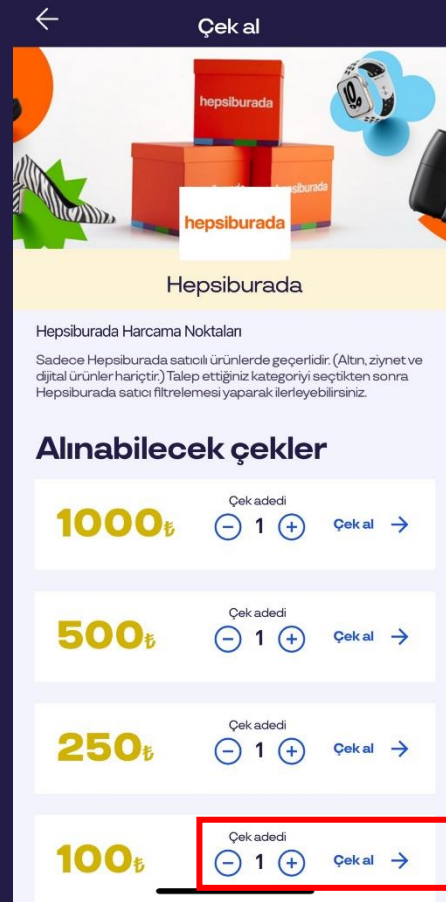 Çek al
hepsiburada
hepsiburada
Hepsiburada
Hepsiburada Harcama Noktaları
Sadece Hepsiburada satıcılı ürünlerde geçerlidir. (Altın, ziynet ve
dijital ürünler hariçtir.) Talep ettiğiniz kategoriyi seçtikten sonra
Hepsiburada satıcı filtrelemesi yaparak ilerleyebilirsiniz.
Alınabilecek çekler
Çek adedi
1000₺ 1 Çek al
Çek adedi
500₺ 1 Çek al
Çek adedi
250₺ 1 Çek al
Çek adedi
100₺ 1 Çek al